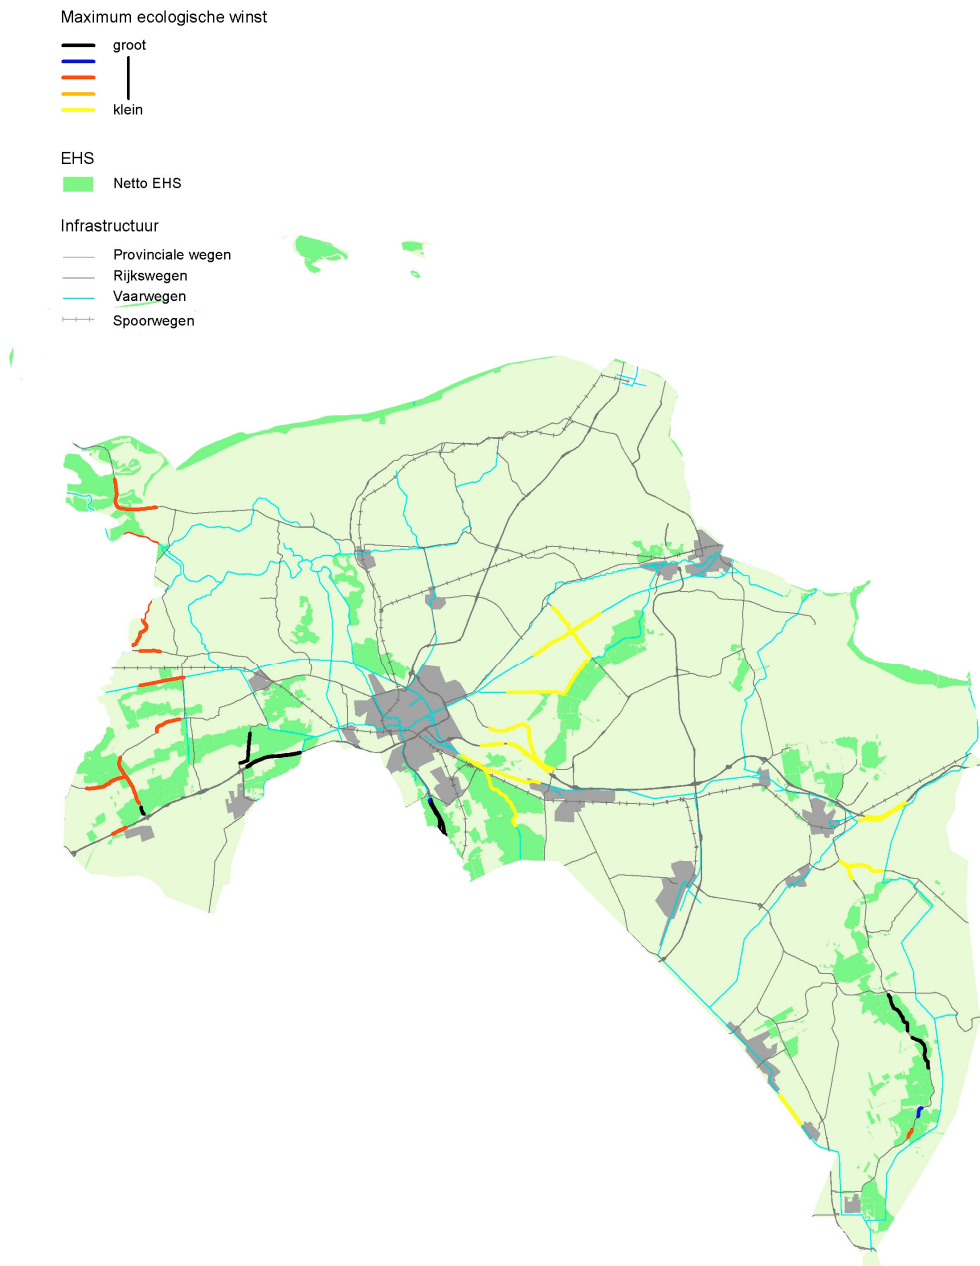 Maximum ecologische winst
groot
klein
EHS
Netto EHS
Infrastructuur
Provinciale wegen
Rijkswegen
Vaarwegen
Spoorwegen